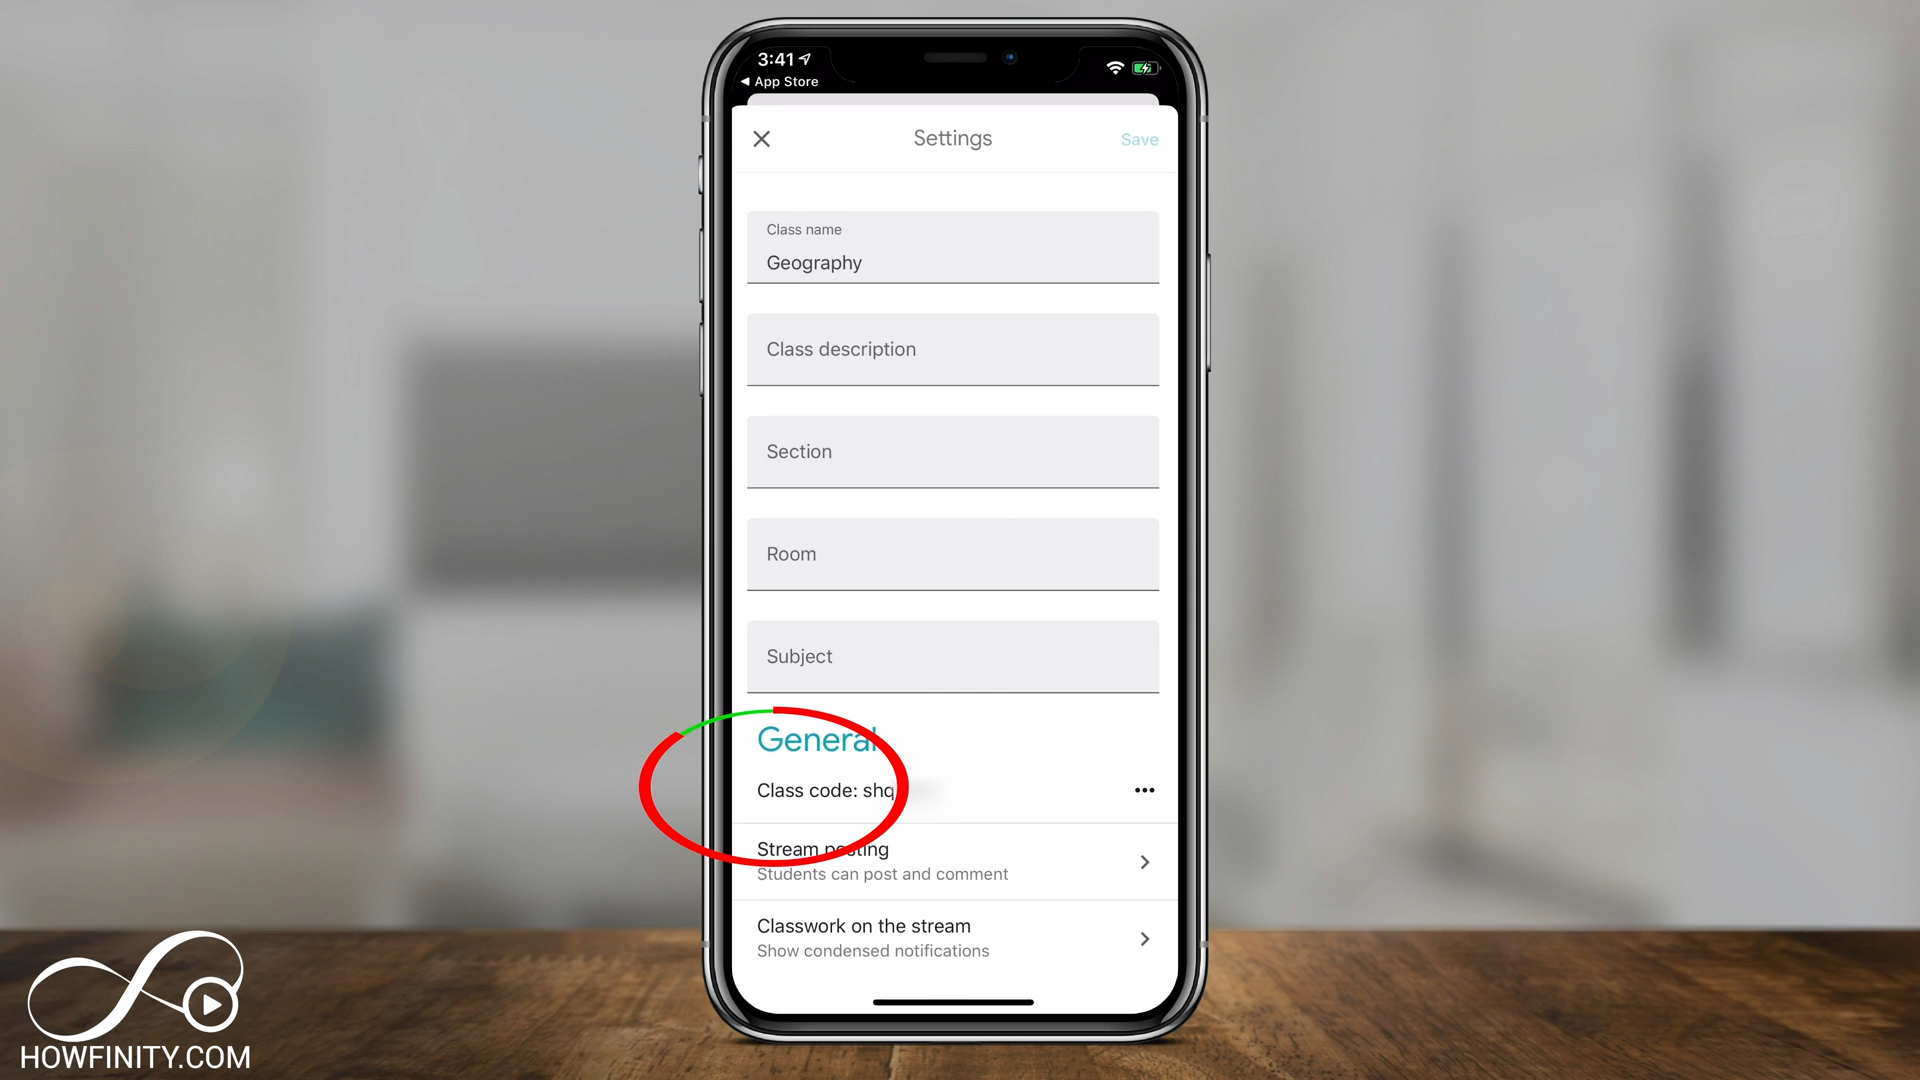 3:41
App Store
Settings
Save
Class name
Geography
Class description
Section
Room
Subject
General
Class code: shq
Stream posting
Students can post and comment
Classwork on the stream
Show condensed notifications
HOWFINITY.COM